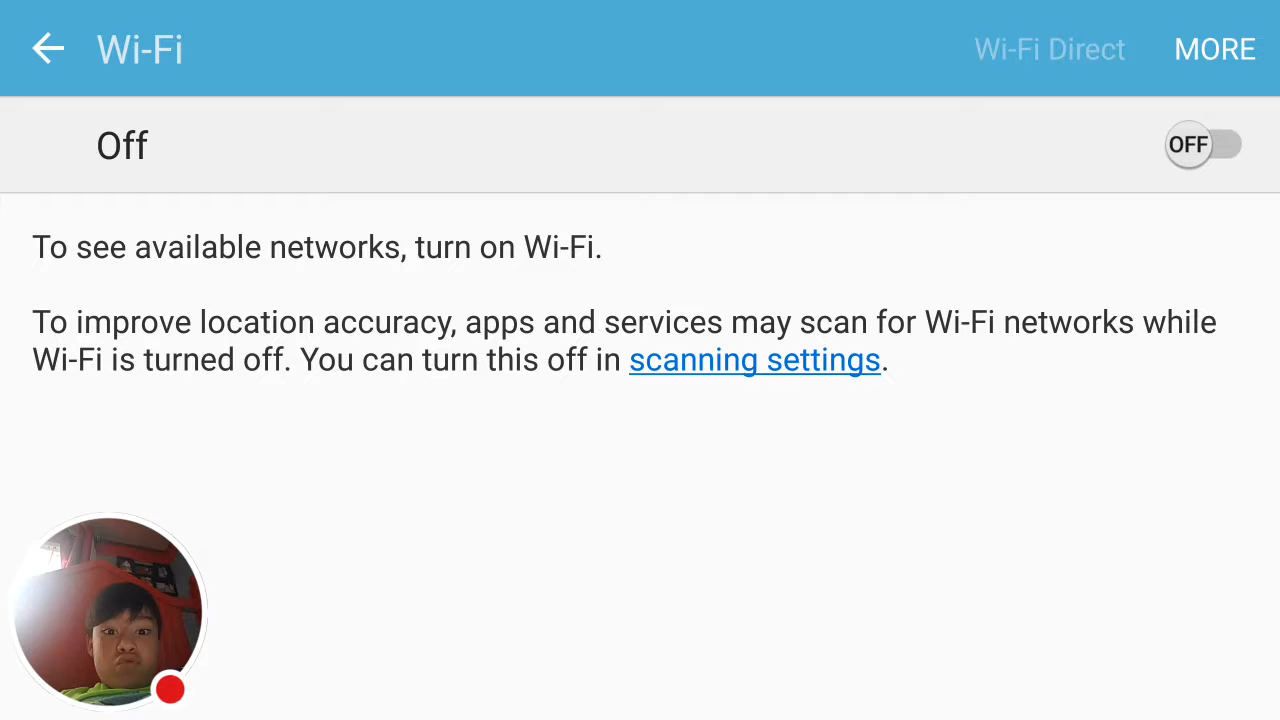 Wi-Fi
Wi-Fi Direct
MORE
Off
OFF
To see available networks, turn on Wi-Fi.
To improve location accuracy, apps and services may scan for Wi-Fi networks while
Wi-Fi is turned off. You can turn this off in scanning settings.